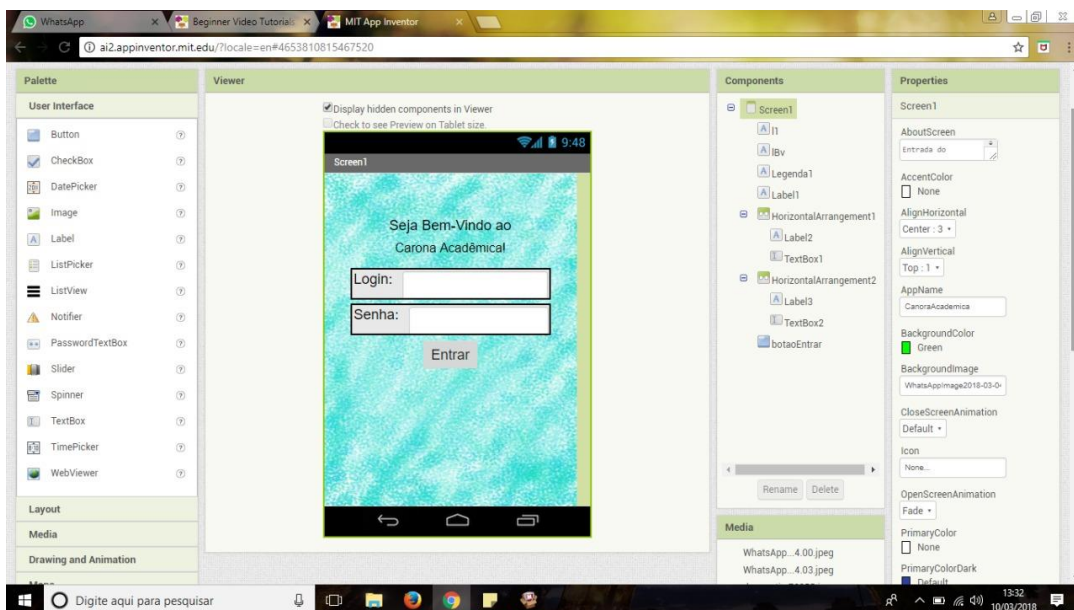 WhatsApp
Beginner Video Tutorials
MIT App Inventor
ai2.appinventor.mit.edu/?locale=en#4653810815467520
Palette
User Interface
Button
CheckBox
DatePicker
Image
Label
ListPicker
ListView
Notifier
PasswordTextBox
Slider
Spinner
TextBox
TimePicker
WebViewer
Layout
Media
Drawing and Animation
Viewer
Display hidden components in Viewer
Check to see Preview on Tablet size.
9:48
Screen1
Seja Bem-Vindo ao
Carona Acadêmica!
Login:
Senha:
Entrar
Components
Screen1
l1
lBv
Legenda1
Label1
HorizontalArrangement1
Label2
TextBox1
HorizontalArrangement2
Label3
TextBox2
botaoEntrar
Rename Delete
Media
WhatsApp...4.00.jpeg
WhatsApp...4.03.jpeg
Properties
Screen1
AboutScreen
Entrada do
AccentColor
None
AlignHorizontal
Center : 3
AlignVertical
Top : 1
AppName
CanoraAcademica
BackgroundColor
Green
BackgroundImage
WhatsAppImage2018-03-0
CloseScreenAnimation
Default
Icon
None...
OpenScreenAnimation
Fade
PrimaryColor
None
PrimaryColorDark
Default
Digite aqui para pesquisar
13:32
10/03/2018